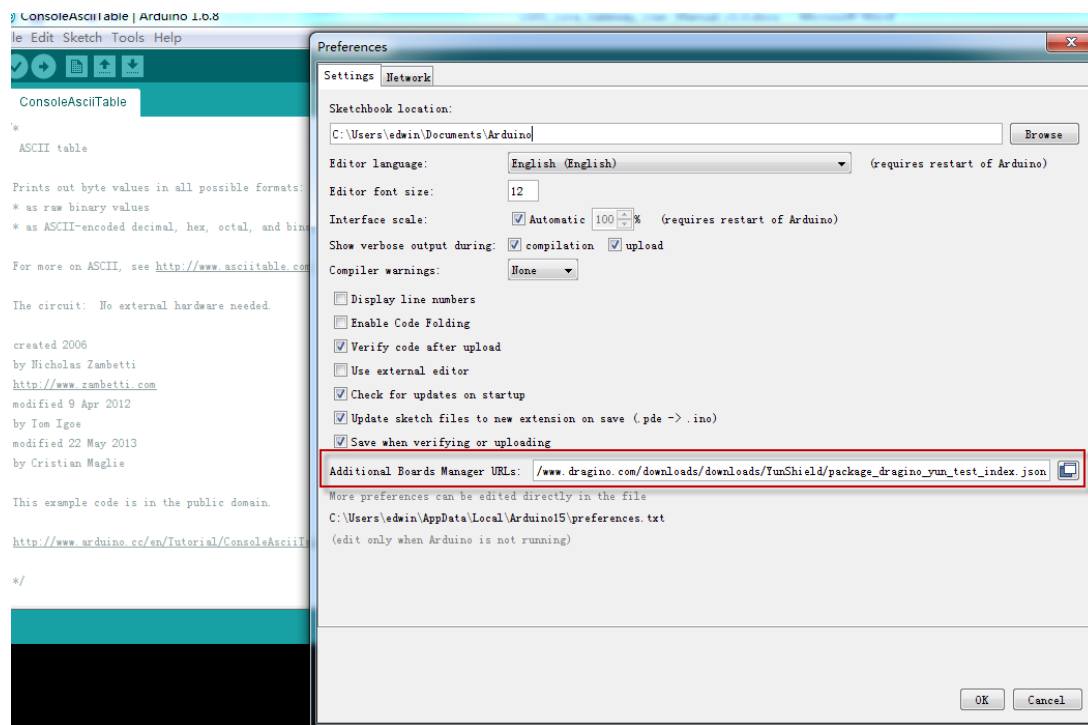 ConsoleAsciiTable | Arduino 1.6.8
le Edit Sketch Tools Help
ConsoleAsciiTable
*
ASCII table
Prints out byte values in all possible formats:
* as raw binary values
* as ASCII-encoded decimal, hex, octal, and bin
For more on ASCII, see http://www.asciitable.com
The circuit: No external hardware needed.
created 2006
by Nicholas Zambetti
http://www.zambetti.com
modified 9 Apr 2012
by Tom Igoe
modified 22 May 2013
by Cristian Maglie
This example code is in the public domain.
http://www.arduino.cc/en/Tutorial/ConsoleAsciiT
*/
Preferences
Settings Network
Sketchbook location:
C:\Users\edwin\Documents\Arduino Browse
Editor language: English (English) (requires restart of Arduino)
Editor font size: 12
Interface scale: Automatic 100 % (requires restart of Arduino)
Show verbose output during: compilation upload
Compiler warnings: None
Display line numbers
Enable Code Folding
Verify code after upload
Use external editor
Check for updates on startup
Update sketch files to new extension on save (.pde -> .ino)
Save when verifying or uploading
Additional Boards Manager URLs: /www.dragino.com/downloads/downloads/YunShield/package_dragino_yun_test_index.json
More preferences can be edited directly in the file
C:\Users\edwin\AppData\Local\Arduino15\preferences.txt
(edit only when Arduino is not running)
OK Cancel